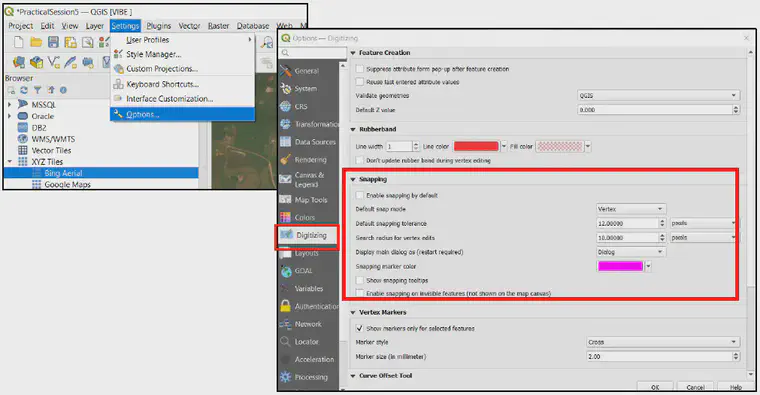 *PracticalSession5 — QGIS [VIBE]
Project Edit View Layer Settings Plugins Vector Raster Database Web M
User Profiles
Style Manager...
Custom Projections...
Keyboard Shortcuts...
Interface Customization...
Options...
Browser
MSSQL
Oracle
DB2
WMS/WMTS
Vector Tiles
XYZ Tiles
Bing Aerial
Google Maps
Options — Digitizing
General
System
CRS
Transformation
Data Sources
Rendering
Canvas & Legend
Map Tools
Colors
Digitizing
Layouts
GDAL
Variables
Authentication
Network
Locator
Acceleration
Processing
Feature Creation
Suppress attribute form pop-up after feature creation
Reuse last entered attribute values
Validate geometries QGIS
Default Z value 0.000
Rubberband
Line width 1 Line color Fill color
Don't update rubber band during vertex editing
Snapping
Enable snapping by default
Default snap mode Vertex
Default snapping tolerance 12.00000 pixels
Search radius for vertex edits 10.00000 pixels
Display main dialog as (restart required) Dialog
Snapping marker color
Show snapping tooltips
Enable snapping on invisible features (not shown on the map canvas)
Vertex Markers
Show markers only for selected features
Marker style Cross
Marker size (in millimeter) 2.00
Curve Offset Tool
OK Cancel Help